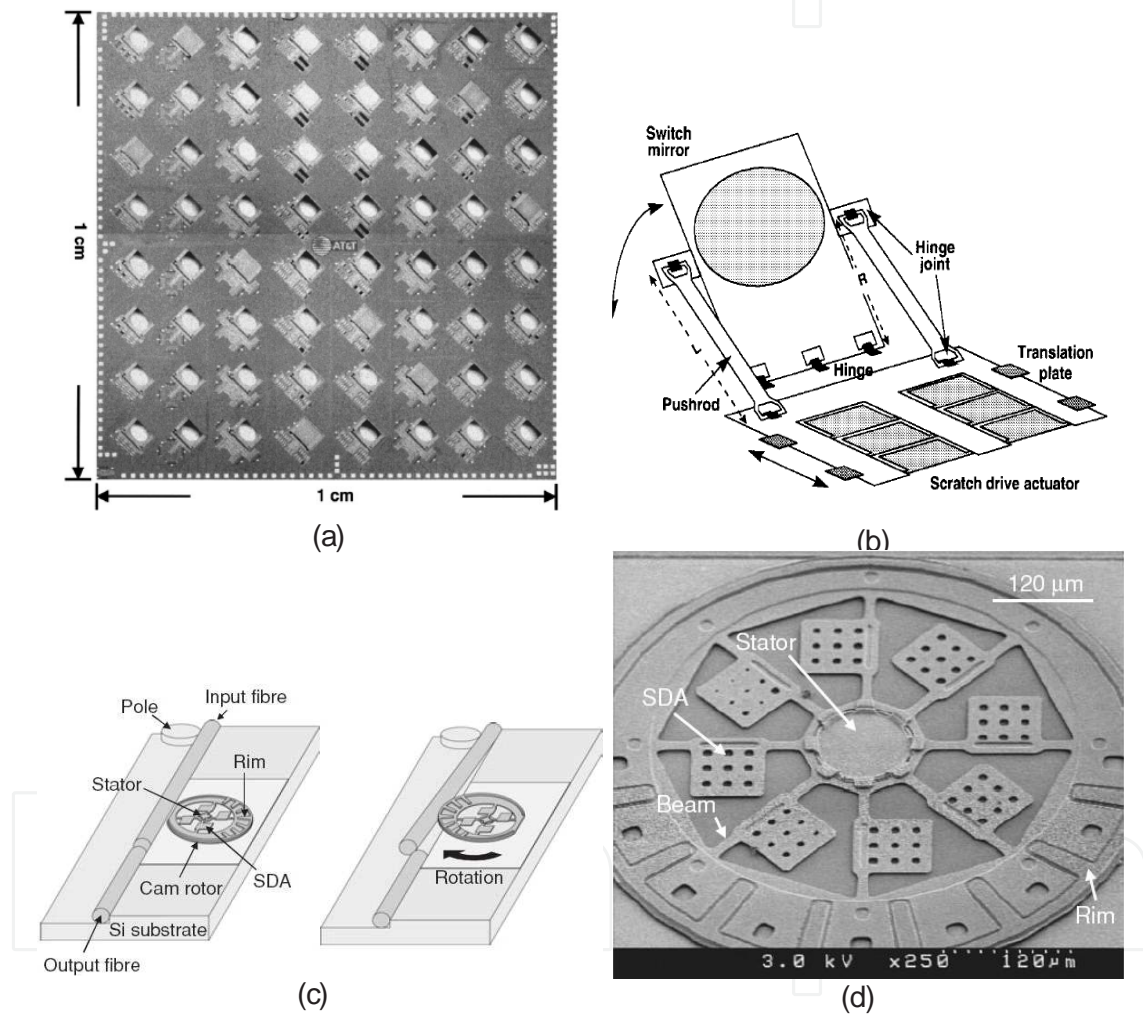 1 cm
AT&T
1 cm
(a)
Switch
mirror
Hinge
joint
R
L
Translation
plate
Hinge
Pushrod
Scratch drive actuator
(b)
Input fibre
Pole
Rim
Stator
Cam rotor
SDA
Si substrate
Output fibre
Rotation
(c)
120 μm
Stator
SDA
Beam
Rim
3.0 kV x250 120μm
(d)